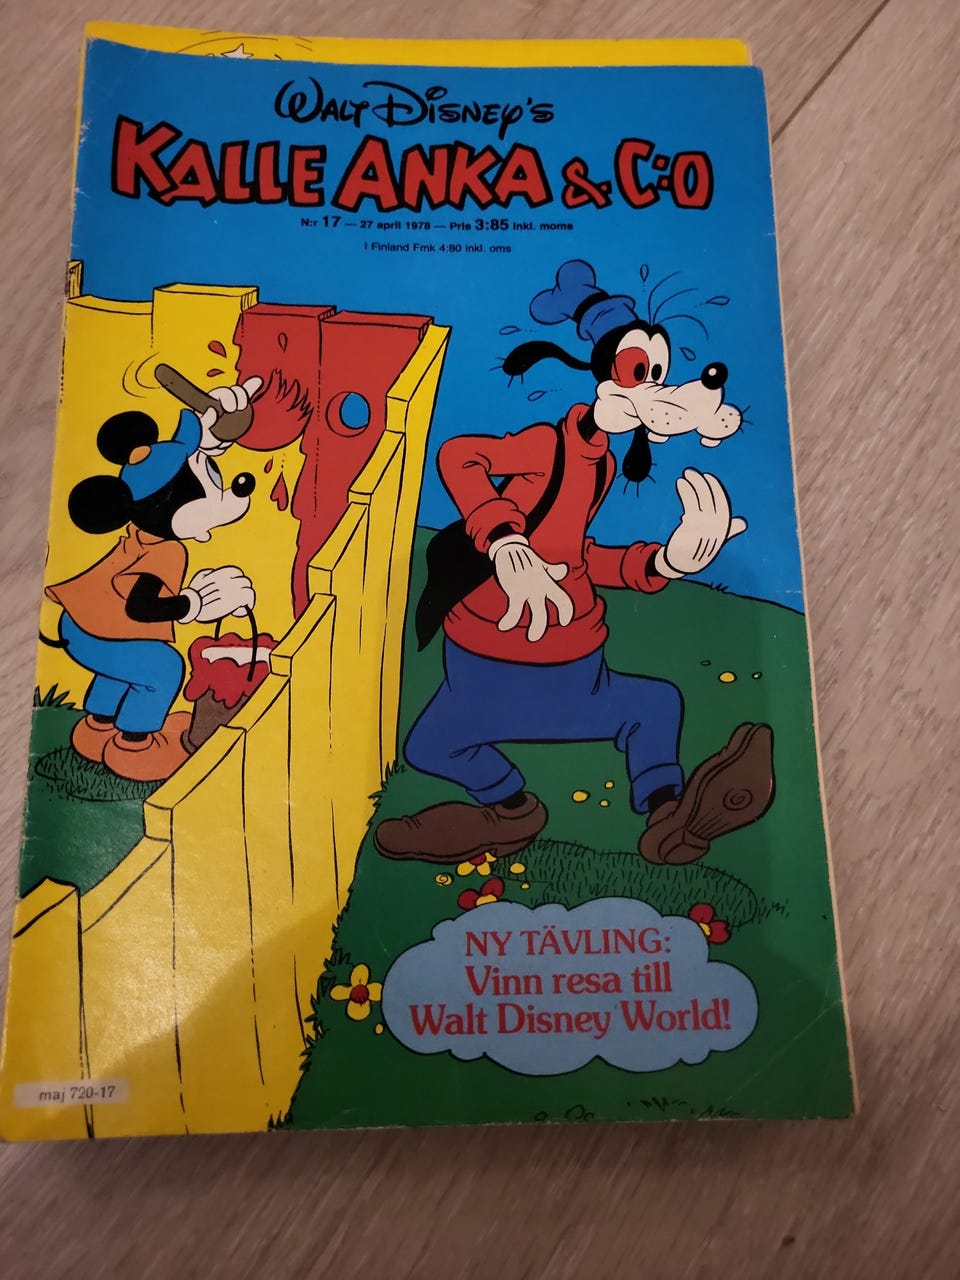 WALT DISNEY'S
KALLE ANKA & C:O
N:r 17 — 27 april 1978 — Pris 3:85 inkl. moms
I Finland Fmk 4:80 inkl. oms
NY TÄVLING:
Vinn resa till
Walt Disney World!
maj 720-17